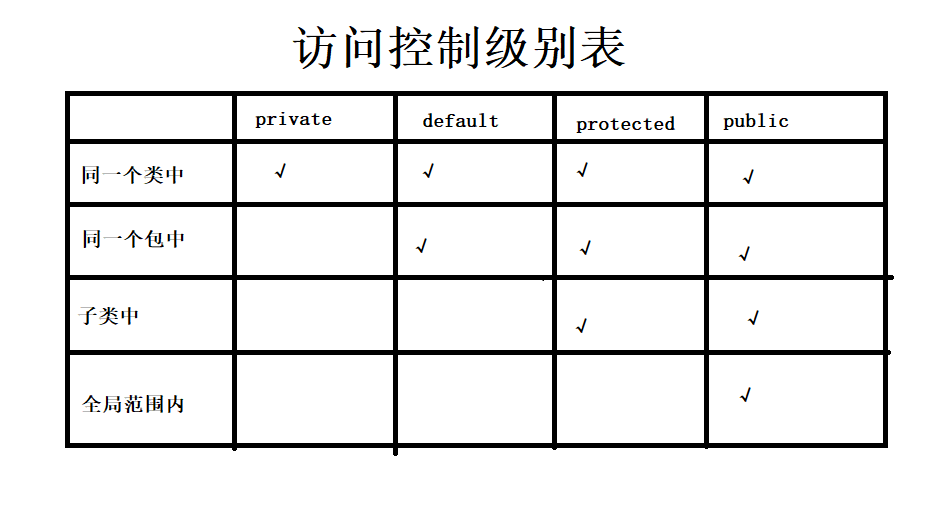 访问控制级别表
private default protected public
同一个类中 √ √ √ √
同一个包中 √ √ √
子类中 √ √
全局范围内 √